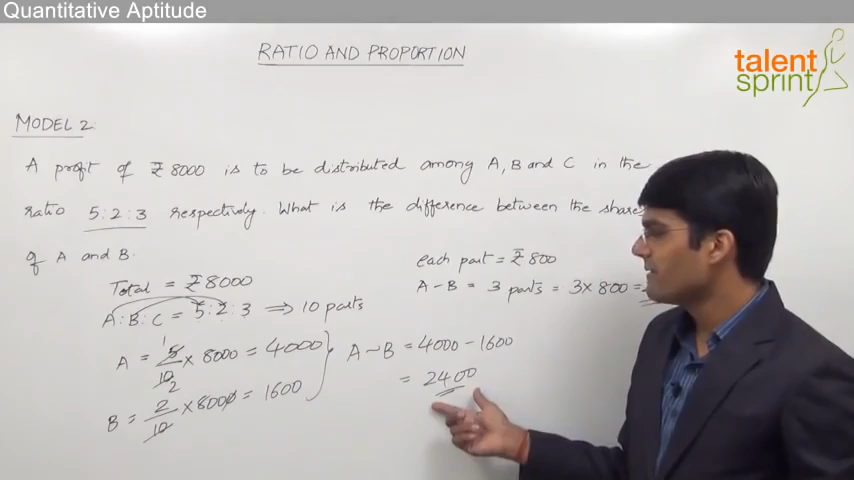 Quantitative Aptitude
RATIO AND PROPORTION
talent
sprint
MODEL 2:
A profit of ₹ 8000 is to be distributed among A, B and C in the
ratio 5:2:3 respectively. What is the difference between the share
of A and B.
Total = ₹ 8000
A:B:C = 5:2:3 ⟹ 10 parts
A = 5/10 × 8000 = 4000
1
2
B = 2/10 × 8000 = 1600
each part = ₹ 800
A - B = 3 parts = 3 × 800 =
A ~ B = 4000 - 1600
= 2400